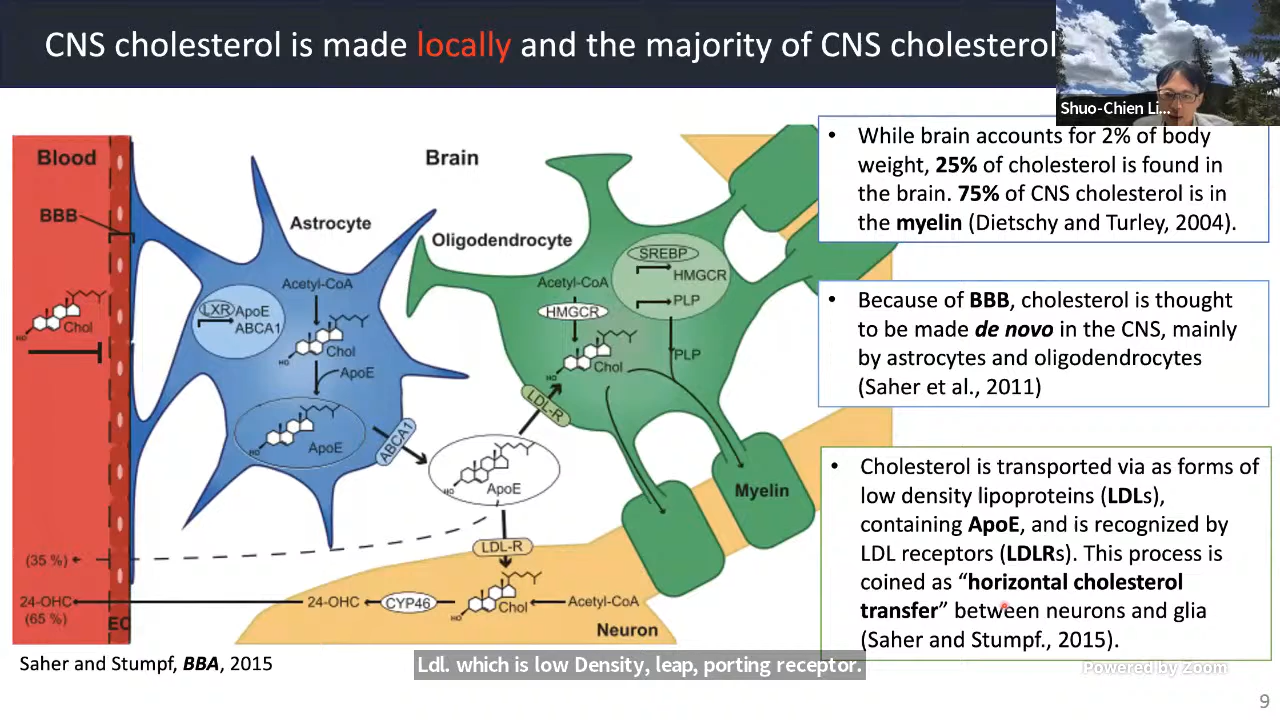 CNS cholesterol is made locally and the majority of CNS cholesterol
Shuo-Chien Li...
Blood
BBB
Brain
Astrocyte
Oligodendrocyte
Acetyl-CoA
LXR
ApoE
ABCA1
Chol
HO
HO
Chol
ApoE
HO
ApoE
ABCA1
SREBP
HMGCR
PLP
Acetyl-CoA
HMGCR
HO
Chol
PLP
LDL-R
HO
ApoE
Myelin
LDL-R
(35 %)
24-OHC
(65 %)
EC
24-OHC
CYP46
HO
Chol
Acetyl-CoA
Neuron
• While brain accounts for 2% of body
weight, 25% of cholesterol is found in
the brain. 75% of CNS cholesterol is in
the myelin (Dietschy and Turley, 2004).
• Because of BBB, cholesterol is thought
to be made de novo in the CNS, mainly
by astrocytes and oligodendrocytes
(Saher et al., 2011)
• Cholesterol is transported via as forms of
low density lipoproteins (LDLs),
containing ApoE, and is recognized by
LDL receptors (LDLRs). This process is
coined as “horizontal cholesterol
transfer” between neurons and glia
(Saher and Stumpf., 2015).
Saher and Stumpf, BBA, 2015
Ldl. which is low Density, leap, porting receptor.
Powered by Zoom
9